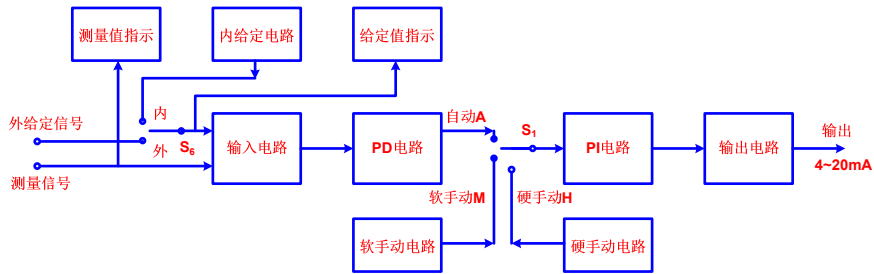 测量值指示
内给定电路
给定值指示
外给定信号
内
外
S6
测量信号
输入电路
PD电路
自动A
S1
PI电路
输出电路
输出
4~20mA
软手动M
硬手动H
软手动电路
硬手动电路